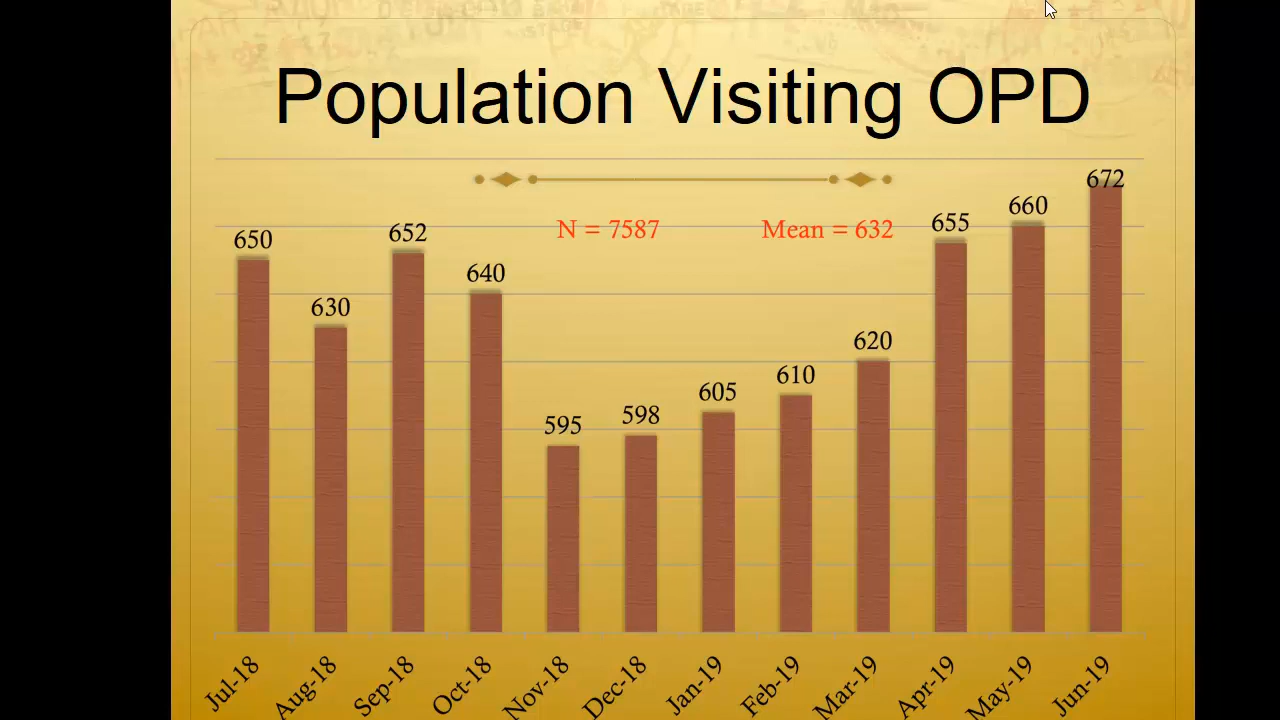 Population Visiting OPD
N = 7587 Mean = 632
650 630 652 640 595 598 605 610 620 655 660 672
Jul-18 Aug-18 Sep-18 Oct-18 Nov-18 Dec-18 Jan-19 Feb-19 Mar-19 Apr-19 May-19 Jun-19